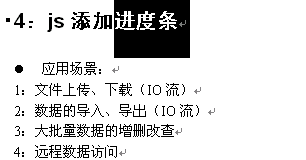 ▪4：js 添加进度条
● 应用场景：
1：文件上传、下载（IO 流）
2：数据的导入、导出（IO 流）
3：大批量数据的增删改查
4：远程数据访问